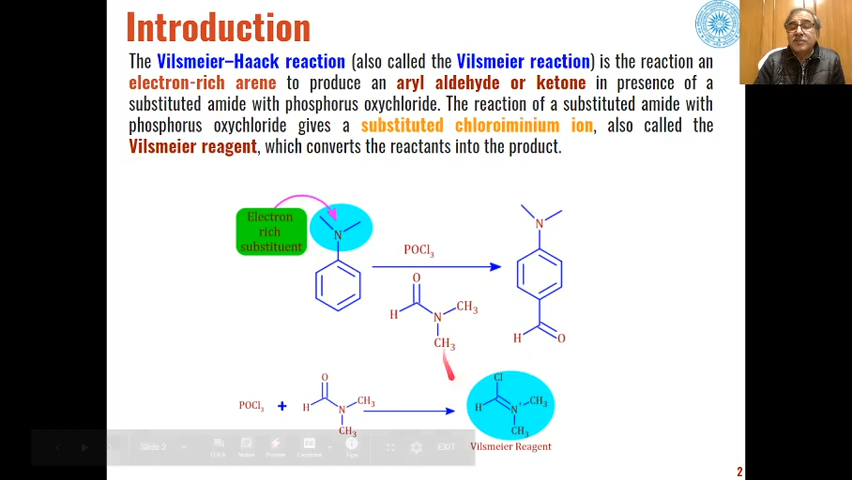 Introduction
The Vilsmeier–Haack reaction (also called the Vilsmeier reaction) is the reaction an
electron-rich arene to produce an aryl aldehyde or ketone in presence of a
substituted amide with phosphorus oxychloride. The reaction of a substituted amide with
phosphorus oxychloride gives a substituted chloroiminium ion, also called the
Vilsmeier reagent, which converts the reactants into the product.
Electron
rich
substituent
N
POCl3
O
H
N
CH3
CH3
N
H
O
POCl3
+
O
H
N
CH3
CH3
Cl
H
N+
CH3
CH3
Vilsmeier Reagent
Slide 2
EXIT
2